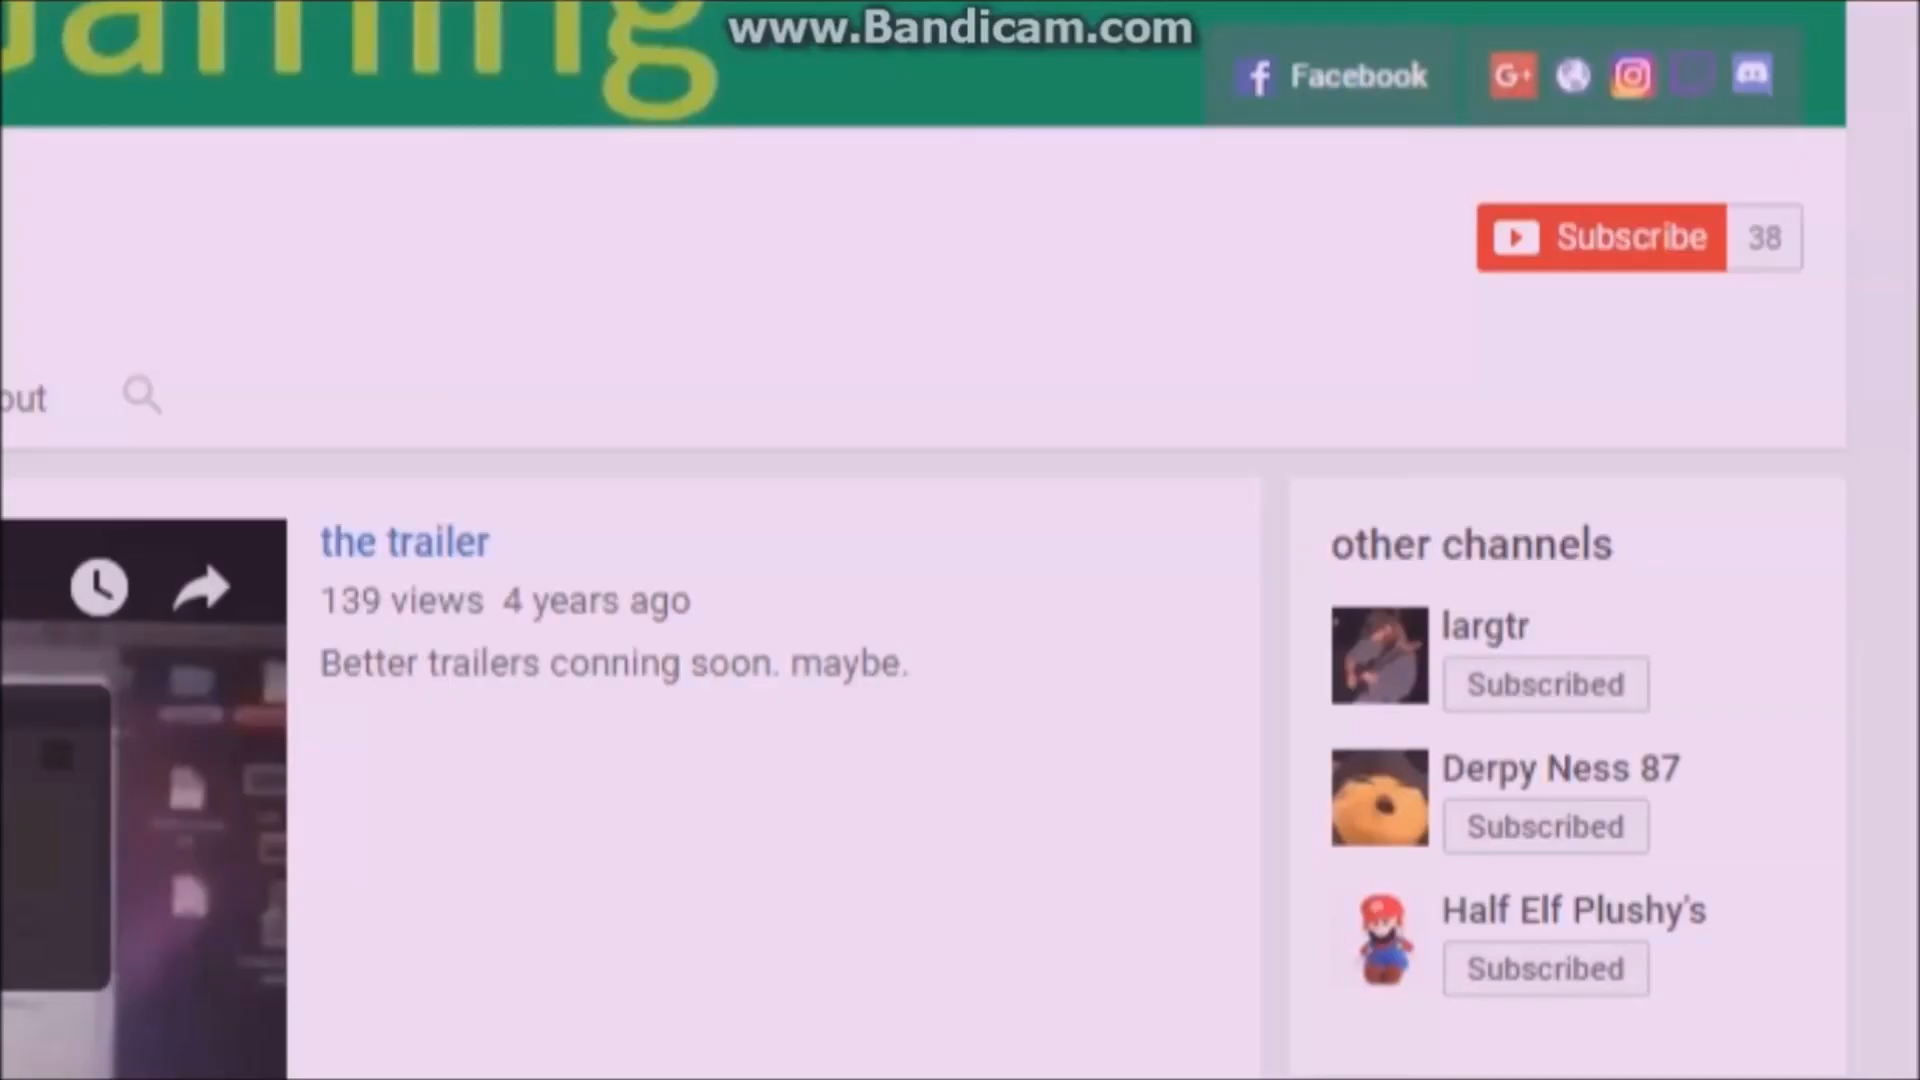 www.Bandicam.com
aming
Facebook
G+
Subscribe 38
out
the trailer
139 views 4 years ago
Better trailers conning soon. maybe.
other channels
largtr
Subscribed
Derpy Ness 87
Subscribed
Half Elf Plushy's
Subscribed